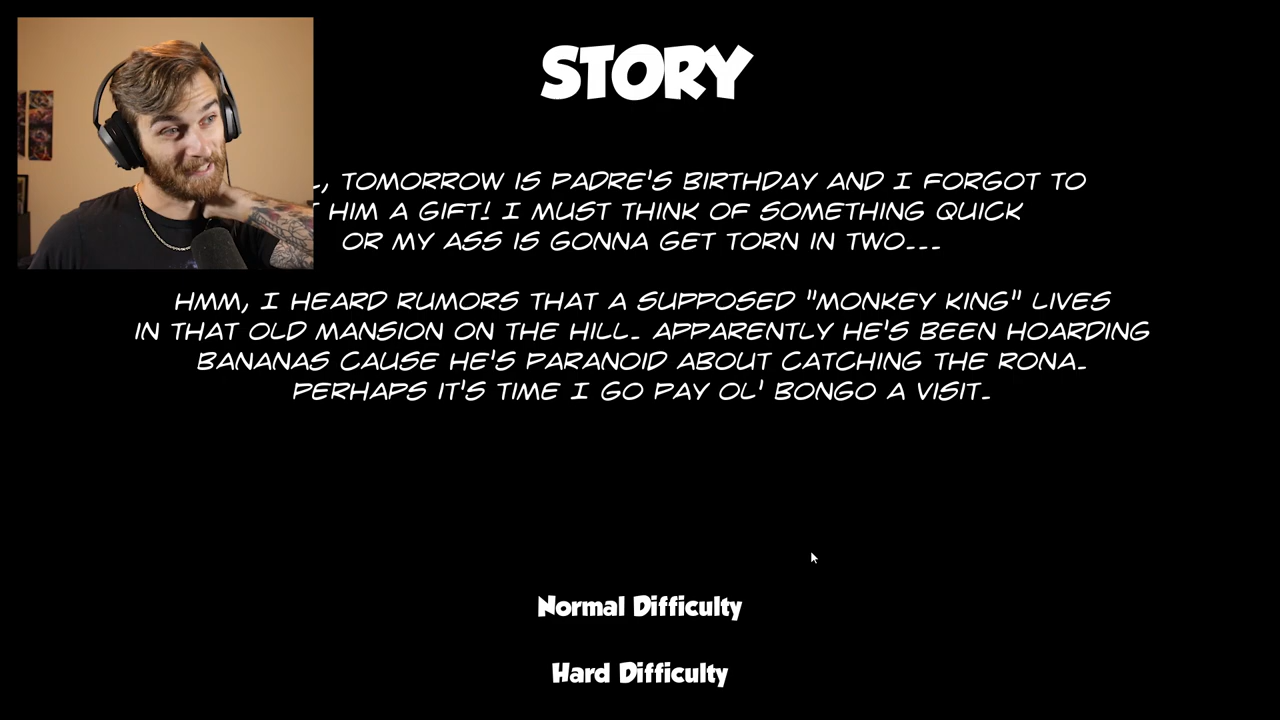 STORY
TOMORROW IS PADRE'S BIRTHDAY AND I FORGOT TO
HIM A GIFT! I MUST THINK OF SOMETHING QUICK
OR MY ASS IS GONNA GET TORN IN TWO...
HMM, I HEARD RUMORS THAT A SUPPOSED "MONKEY KING" LIVES
IN THAT OLD MANSION ON THE HILL. APPARENTLY HE'S BEEN HOARDING
BANANAS CAUSE HE'S PARANOID ABOUT CATCHING THE RONA.
PERHAPS IT'S TIME I GO PAY OL' BONGO A VISIT.
Normal Difficulty
Hard Difficulty